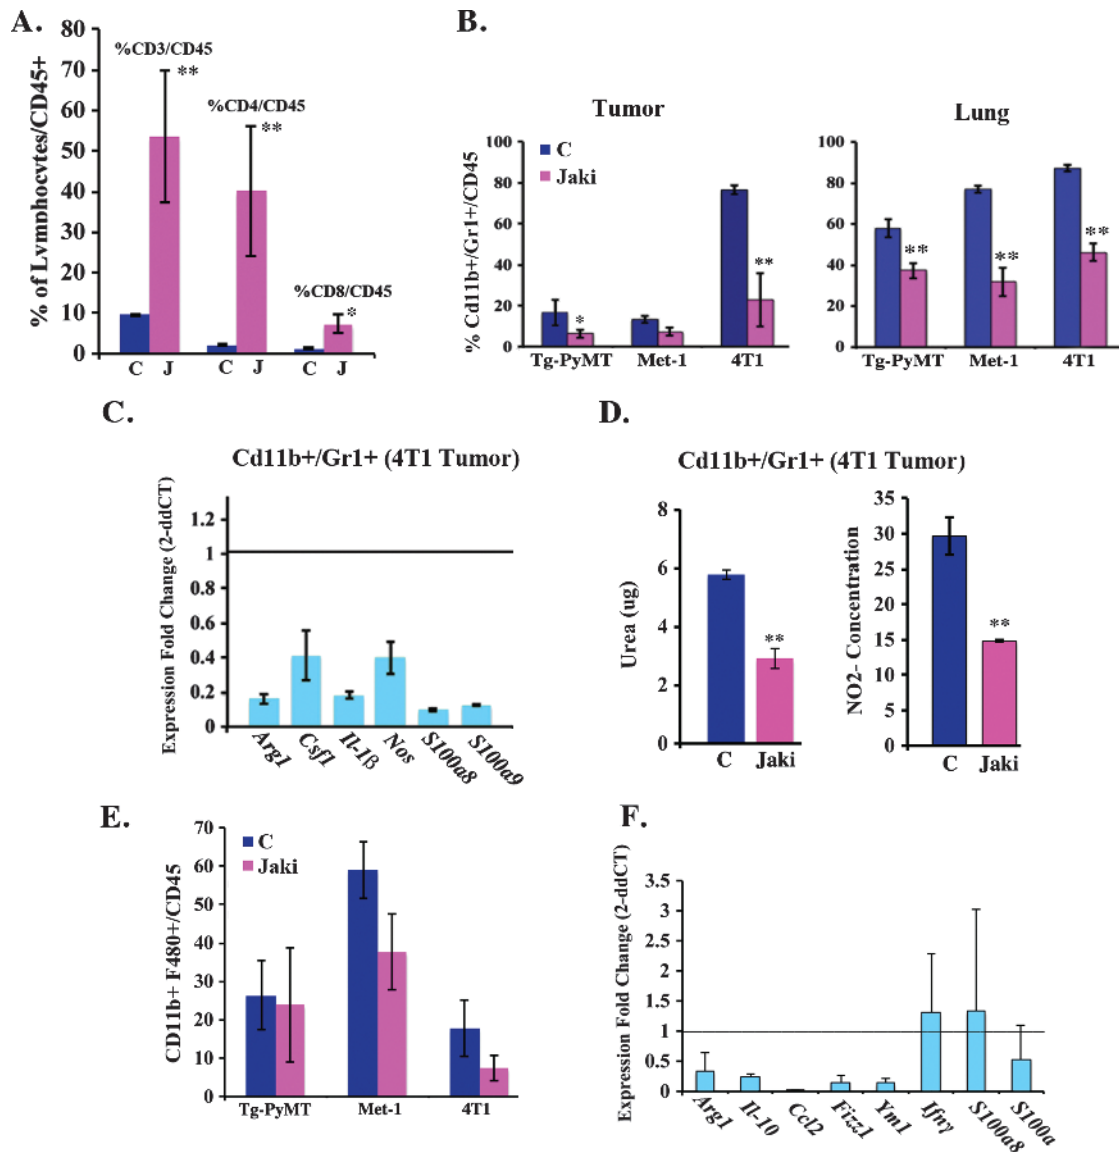 A.
% of Lvmnhocvtes/CD45+
80
70
60
50
40
30
20
10
0
%CD3/CD45
**
%CD4/CD45
**
%CD8/CD45
*
C J C J C J
B.
Tumor
% Cd11b+/Gr1+/CD45
100
80
60
40
20
0
C
Jaki
*
**
Tg-PyMT Met-1 4T1
Lung
100
80
60
40
20
0
**
**
**
Tg-PyMT Met-1 4T1
C.
Cd11b+/Gr1+ (4T1 Tumor)
Expression Fold Change (2-ddCT)
1.2
1
0.8
0.6
0.4
0.2
0
Arg1 Csf1 Il-1ß Nos S100a8 S100a9
D.
Cd11b+/Gr1+ (4T1 Tumor)
Urea (ug)
8
6
4
2
0
**
C Jaki
NO2- Concentration
35
30
25
20
15
10
5
0
**
C Jaki
E.
CD11b+ F480+/CD45
70
60
50
40
30
20
10
0
C
Jaki
Tg-PyMT Met-1 4T1
F.
Expression Fold Change (2-ddCT)
3.5
3
2.5
2
1.5
1
0.5
0
Arg1 Il-10 Ccl2 Fizz1 Ym1 Ifnγ S100a8 S100a